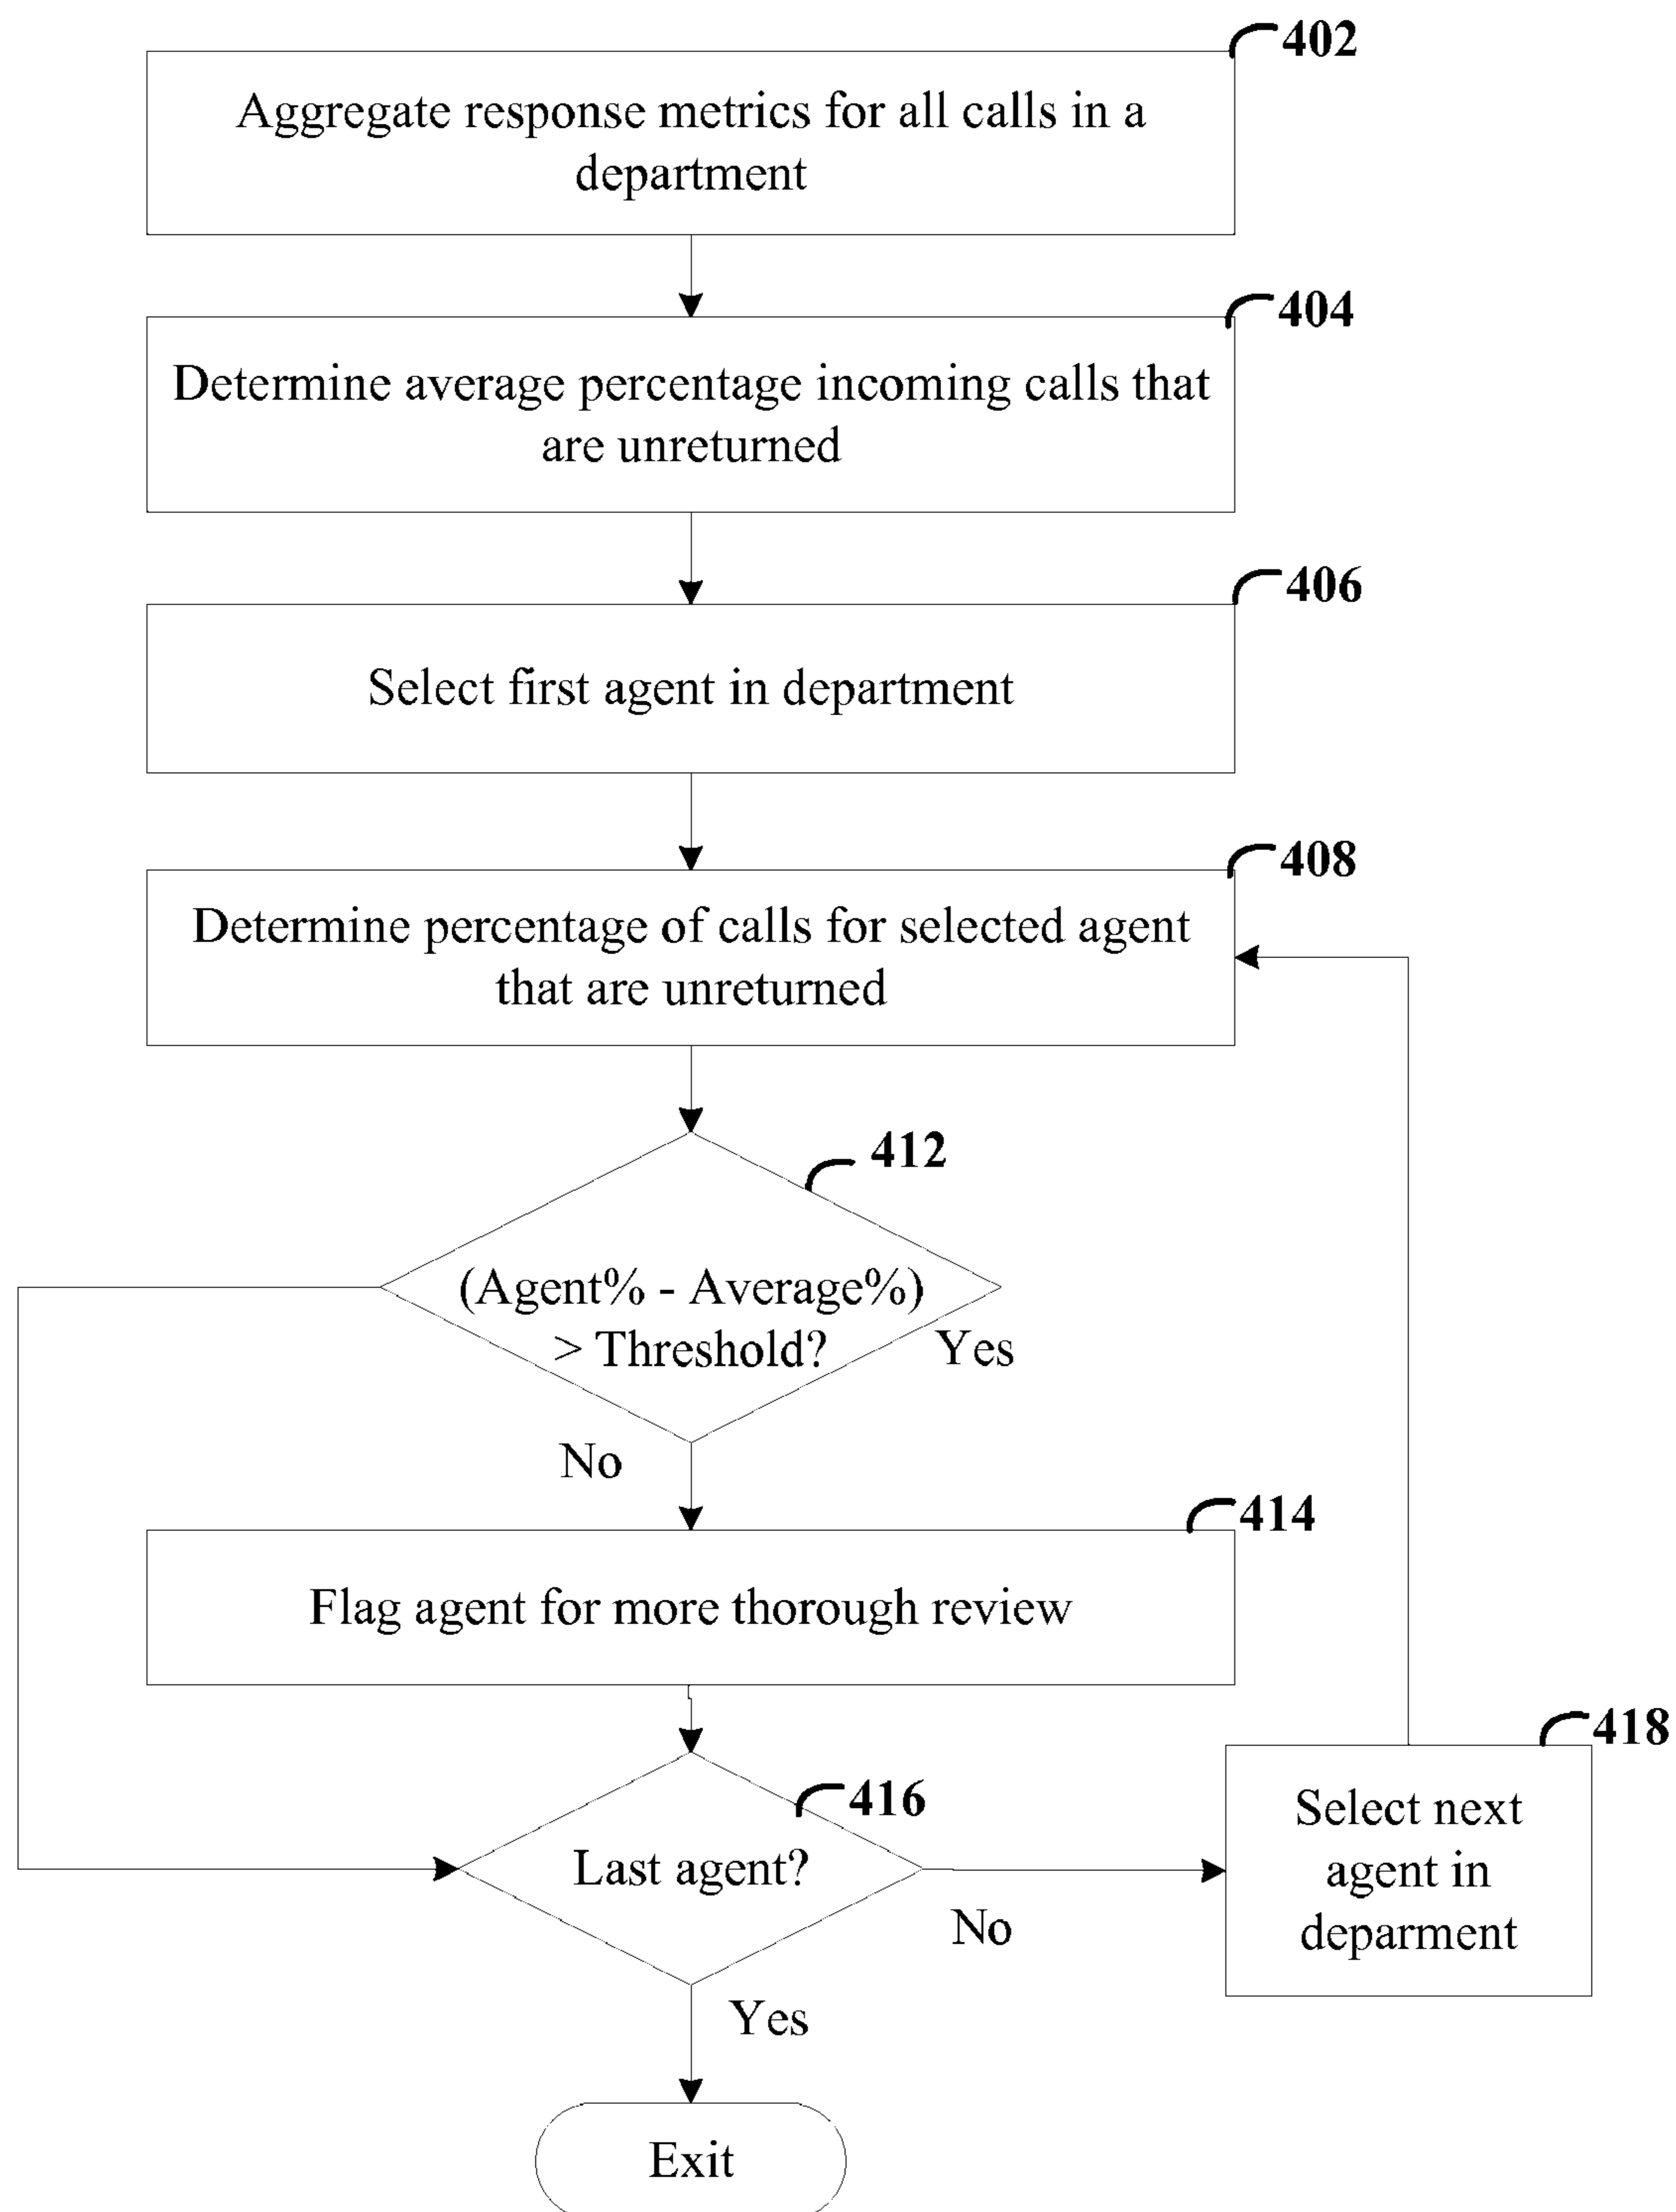 402
Aggregate response metrics for all calls in a
department
404
Determine average percentage incoming calls that
are unreturned
406
Select first agent in department
408
Determine percentage of calls for selected agent
that are unreturned
412
(Agent% - Average%)
> Threshold?
Yes
No
414
Flag agent for more thorough review
418
416
Last agent?
No
Select next
agent in
deparment
Yes
Exit